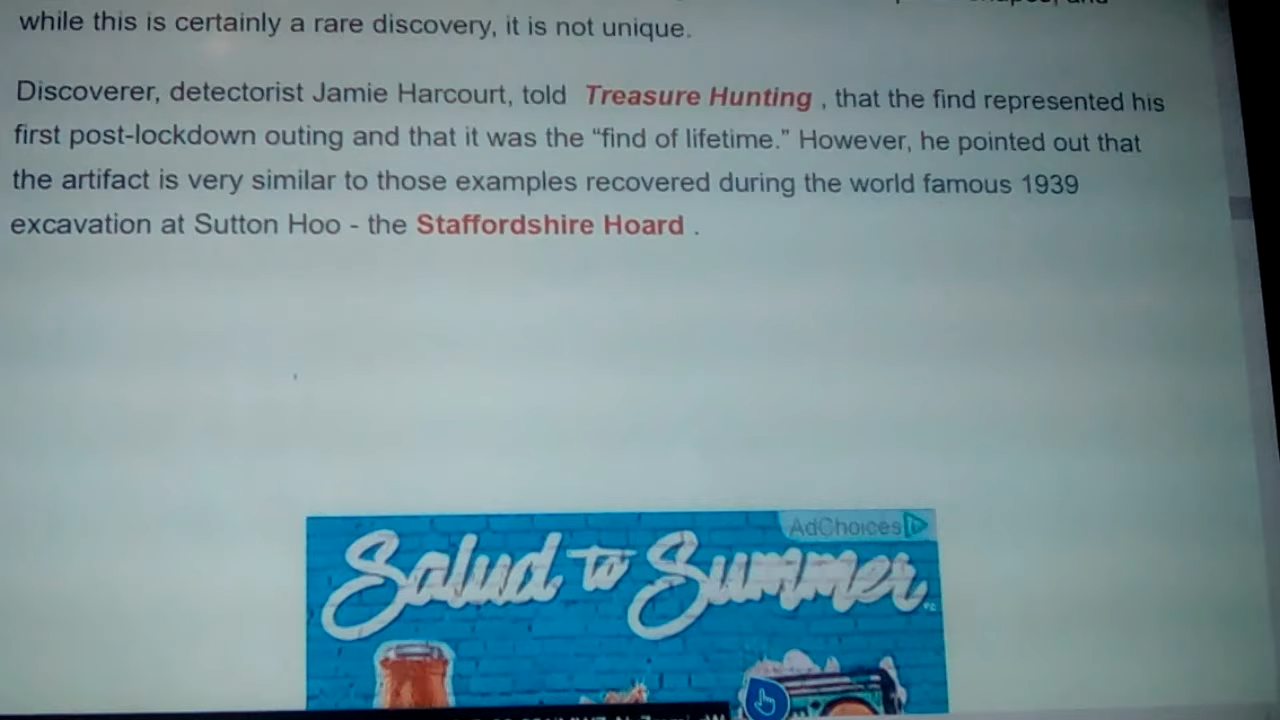 while this is certainly a rare discovery, it is not unique.
Discoverer, detectorist Jamie Harcourt, told Treasure Hunting , that the find represented his
first post-lockdown outing and that it was the “find of lifetime.” However, he pointed out that
the artifact is very similar to those examples recovered during the world famous 1939
excavation at Sutton Hoo - the Staffordshire Hoard .
AdChoices
Salud to Summer